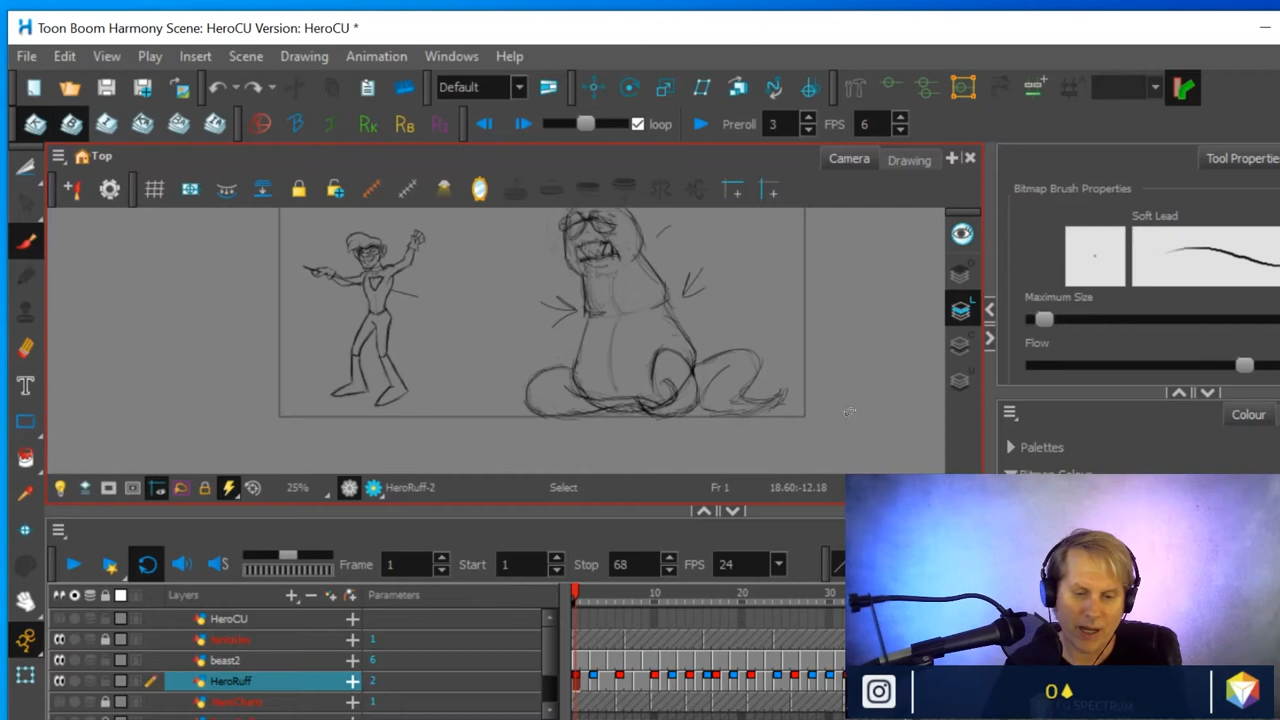 Toon Boom Harmony Scene: HeroCU Version: HeroCU *
File Edit View Play Insert Scene Drawing Animation Windows Help
Default
loop Preroll 3 FPS 6
Top Camera Drawing Tool Properties
Bitmap Brush Properties
Soft Lead
Maximum Size
Flow
Colour
Palettes
25% HeroRuff-2 Select Fr 1 18.60:-12.18
Frame 1 Start 1 Stop 68 FPS 24
Layers Parameters 10 20 30
HeroCU
1
beast2 6
HeroRuff 2
1
0
SPECTRUM